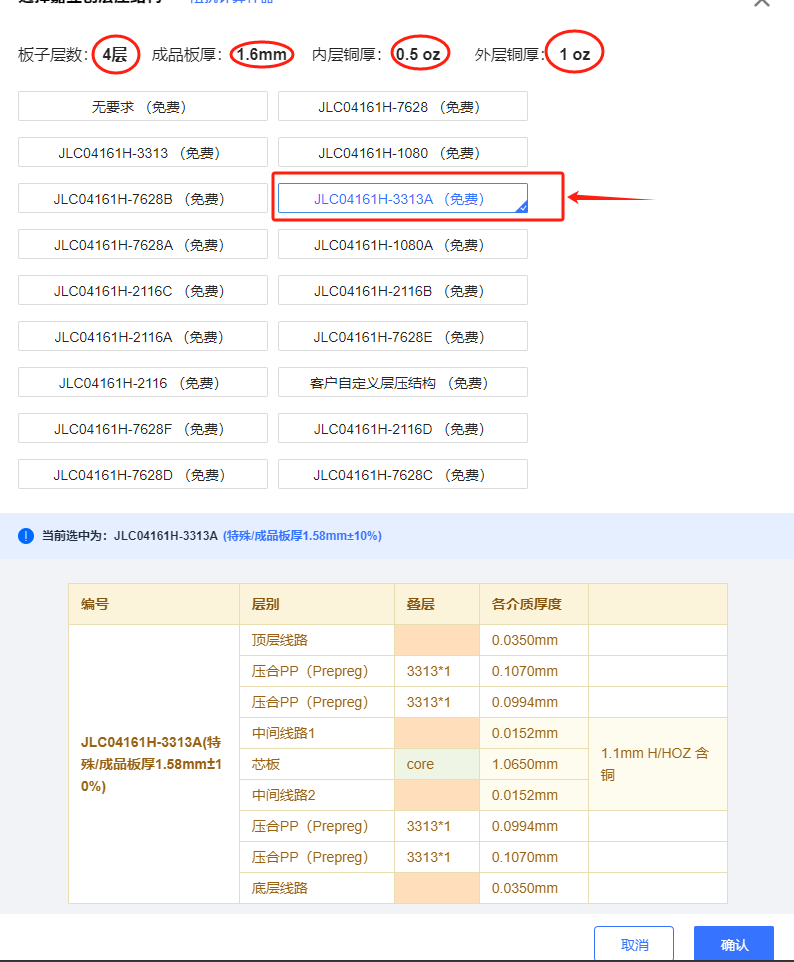 板子层数: 4层 成品板厚: 1.6mm 内层铜厚: 0.5 oz 外层铜厚: 1 oz
无要求 （免费） JLC04161H-7628 （免费）
JLC04161H-3313 （免费） JLC04161H-1080 （免费）
JLC04161H-7628B （免费） JLC04161H-3313A （免费）
JLC04161H-7628A （免费） JLC04161H-1080A （免费）
JLC04161H-2116C （免费） JLC04161H-2116B （免费）
JLC04161H-2116A （免费） JLC04161H-7628E （免费）
JLC04161H-2116 （免费） 客户自定义层压结构 （免费）
JLC04161H-7628F （免费） JLC04161H-2116D （免费）
JLC04161H-7628D （免费） JLC04161H-7628C （免费）
当前选中为: JLC04161H-3313A (特殊/成品板厚1.58mm±10%)
编号 层别 叠层 各介质厚度
顶层线路 0.0350mm
压合PP（Prepreg） 3313*1 0.1070mm
压合PP（Prepreg） 3313*1 0.0994mm
中间线路1 0.0152mm
JLC04161H-3313A(特
殊/成品板厚1.58mm±1
0%)
芯板 core 1.0650mm
1.1mm H/HOZ 含
铜
中间线路2 0.0152mm
压合PP（Prepreg） 3313*1 0.0994mm
压合PP（Prepreg） 3313*1 0.1070mm
底层线路 0.0350mm
取消 确认